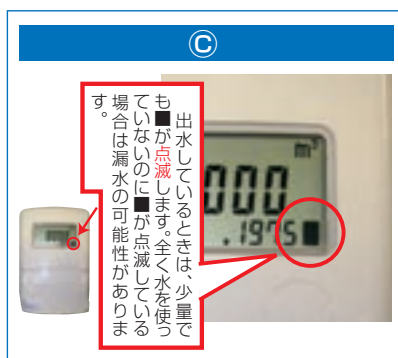 Ⓒ
出水しているときは、少量で
も■が点滅します。全く水を使っ
ていないのに■が点滅している
場合は漏水の可能性がありま
す。
m³
000
.1975■